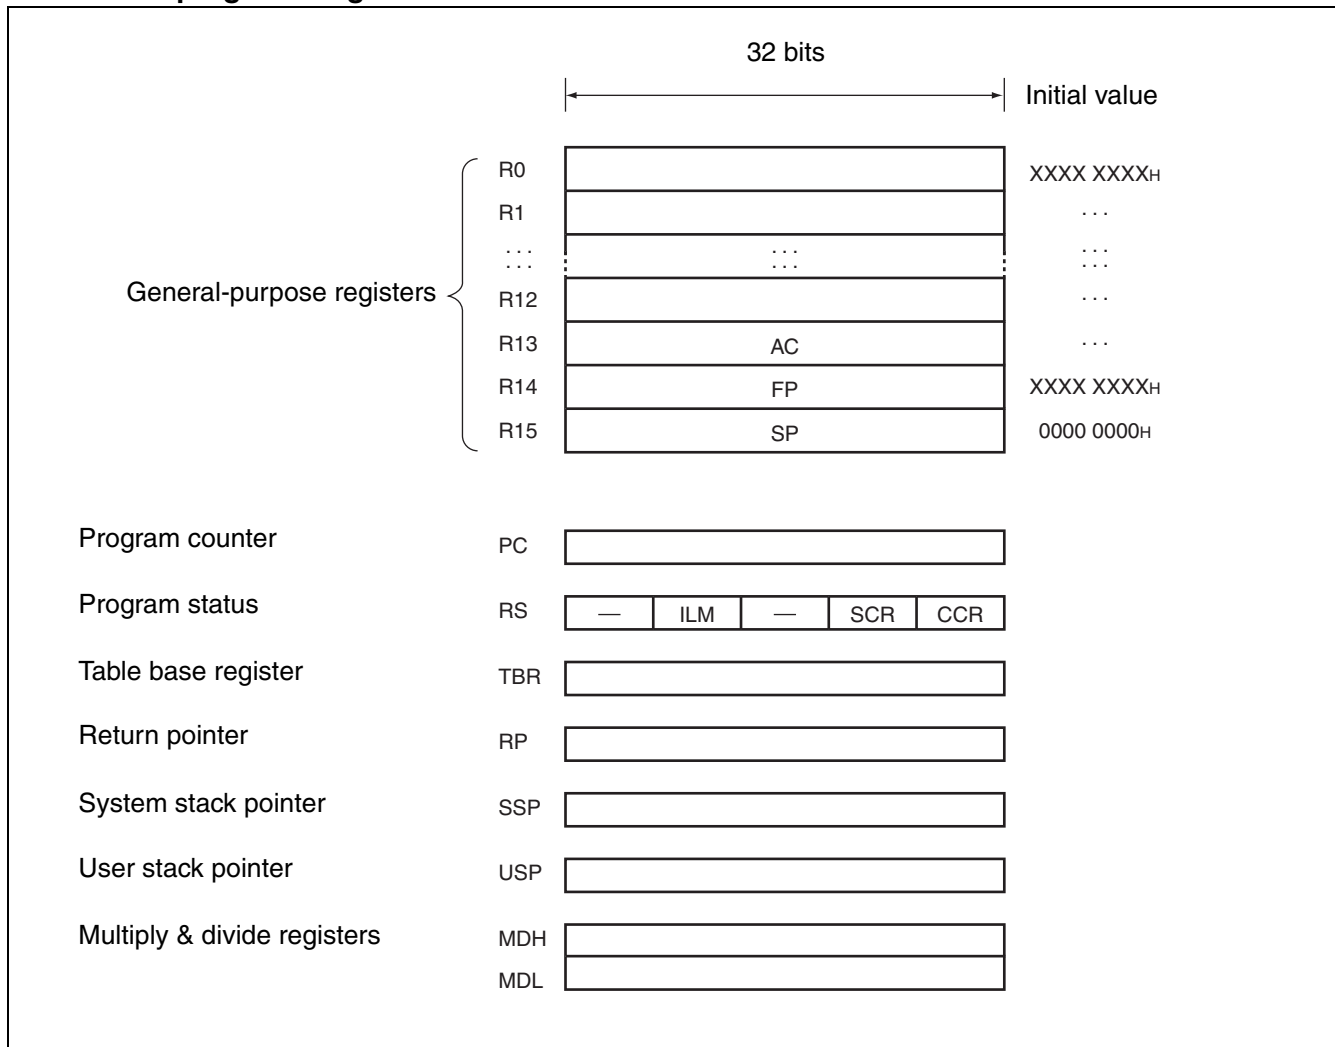 32 bits
Initial value
R0 XXXX XXXXH
R1 ...
... ... ...
... ... ...
General-purpose registers R12 ...
R13 AC ...
R14 FP XXXX XXXXH
R15 SP 0000 0000H
Program counter PC
Program status RS — ILM — SCR CCR
Table base register TBR
Return pointer RP
System stack pointer SSP
User stack pointer USP
Multiply & divide registers MDH
MDL